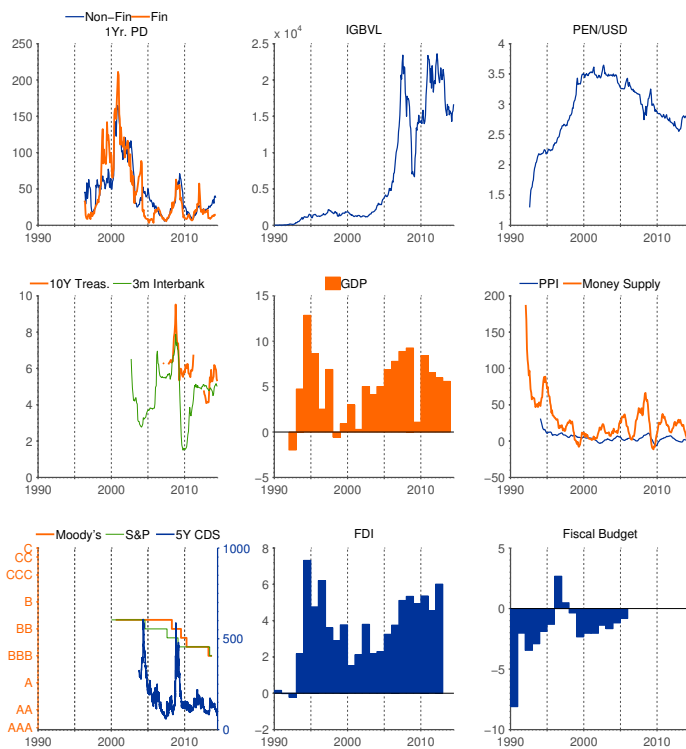 Non−Fin Fin
1Yr. PD
250
200
150
100
50
0
1990 2000 2010
IGBVL
x 10^4
2.5
2
1.5
1
0.5
0
1990 2000 2010
PEN/USD
4
3.5
3
2.5
2
1.5
1
1990 2000 2010
10Y Treas. 3m Interbank
10
8
6
4
2
0
1990 2000 2010
GDP
15
10
5
0
−5
1990 2000 2010
PPI Money Supply
200
150
100
50
0
−50
1990 2000 2010
Moody's S&P 5Y CDS
C
CC
CCC
B
BB
BBB
A
AA
AAA
1000
500
0
1990 2000 2010
FDI
8
6
4
2
0
−2
1990 2000 2010
Fiscal Budget
5
0
−5
−10
1990 2000 2010